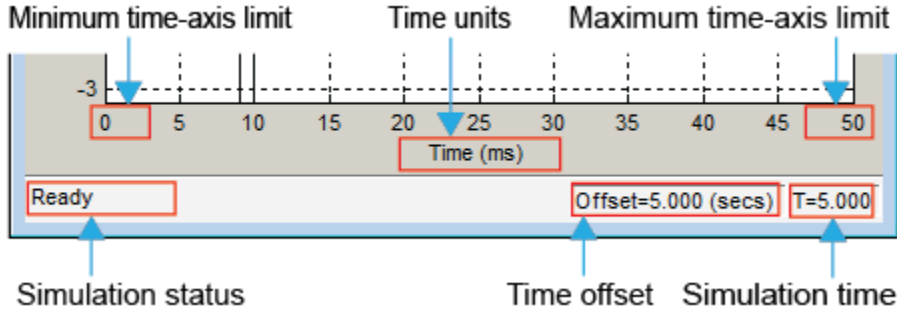 Minimum time-axis limit Time units Maximum time-axis limit
-3
0 5 10 15 20 25 30 35 40 45 50
Time (ms)
Ready Offset=5.000 (secs) T=5.000
Simulation status Time offset Simulation time